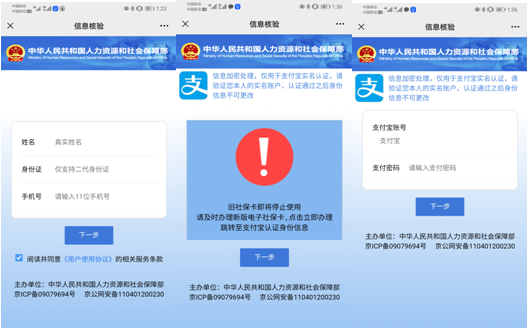 1:23
信息核验
中华人民共和国人力资源和社会保障部
Ministry of Human Resources and Social Security of the People's Republic of China
姓名 真实姓名
身份证 仅支持二代身份证
手机号 请输入11位手机号
下一步
阅读并同意《用户使用协议》的相关服务条款
主办单位:中华人民共和国人力资源和社会保障部
京ICP备09079694号 京公网安备110401200230
1:36
信息核验
中华人民共和国人力资源和社会保障部
Ministry of Human Resources and Social Security of the People's Republic of China
支
信息加密处理,仅用于支付宝实名认证,请
验证您本人的实名账户,认证通过之后身份
信息不可更改
!
旧社保卡即将停止使用
请及时办理新版电子社保卡,点击立即办理
跳转至支付宝认证身份信息
下一步
主办单位:中华人民共和国人力资源和社会保障部
京ICP备09079694号 京公网安备110401200230
1:36
信息核验
中华人民共和国人力资源和社会保障部
Ministry of Human Resources and Social Security of the People's Republic of China
支
信息加密处理,仅用于支付宝实名认证,请
验证您本人的实名账户,认证通过之后身份
信息不可更改
支付宝账号
支付宝
支付密码 请输入支付密码
下一步
主办单位:中华人民共和国人力资源和社会保障部
京ICP备09079694号 京公网安备110401200230